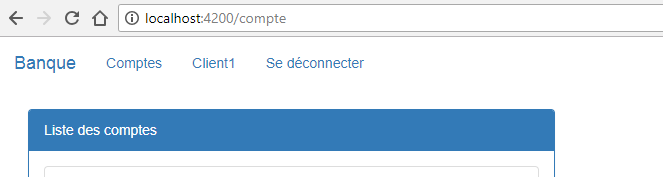 localhost:4200/compte
Banque Comptes Client1 Se déconnecter
Liste des comptes